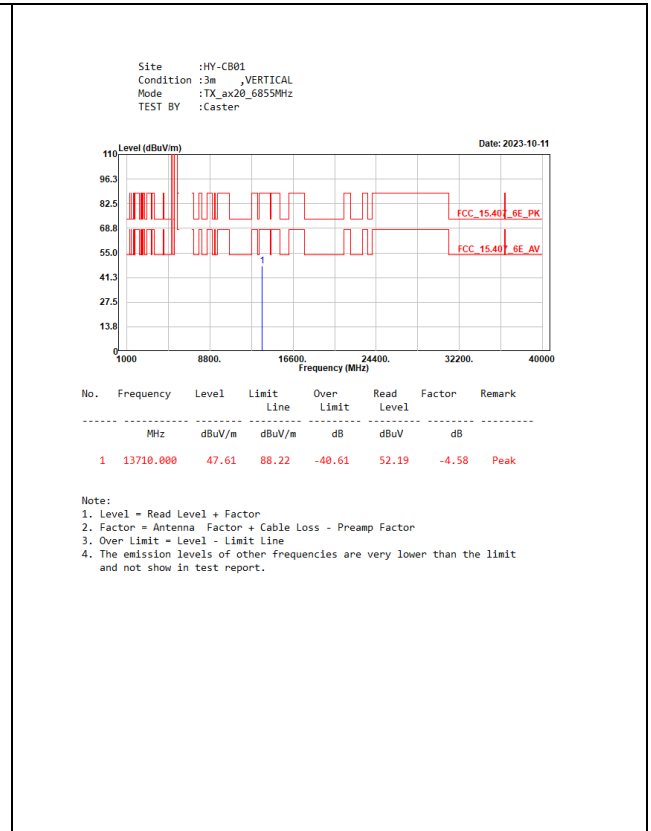 Site :HY-CB01
Condition :3m ,VERTICAL
Mode :TX_ax20_6855MHz
TEST BY :Caster
Level (dBuV/m) Date: 2023-10-11
110
96.3
82.5
FCC_15.407_6E_PK
68.8
FCC_15.407_6E_AV
55.0
1
41.3
27.5
13.8
0
1000 8800. 16600. 24400. 32200. 40000
Frequency (MHz)
No. Frequency Level Limit Over Read Factor Remark
Line Limit Level
------ ----------- -------- -------- --------- --------- -------- ---------
MHz dBuV/m dBuV/m dB dBuV dB
1 13710.000 47.61 88.22 -40.61 52.19 -4.58 Peak
Note:
1. Level = Read Level + Factor
2. Factor = Antenna Factor + Cable Loss - Preamp Factor
3. Over Limit = Level - Limit Line
4. The emission levels of other frequencies are very lower than the limit
and not show in test report.